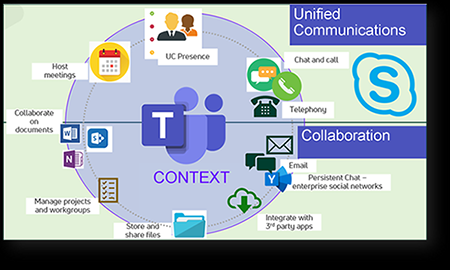 Unified
Communications
UC Presence
Host
meetings
Chat and call
S
Telephony
Collaborate
on
documents
W
S
N
T
Collaboration
CONTEXT
Email
Y
Persistent Chat –
enterprise social networks
Manage projects
and workgroups
Store and
share files
Integrate with
3rd party apps